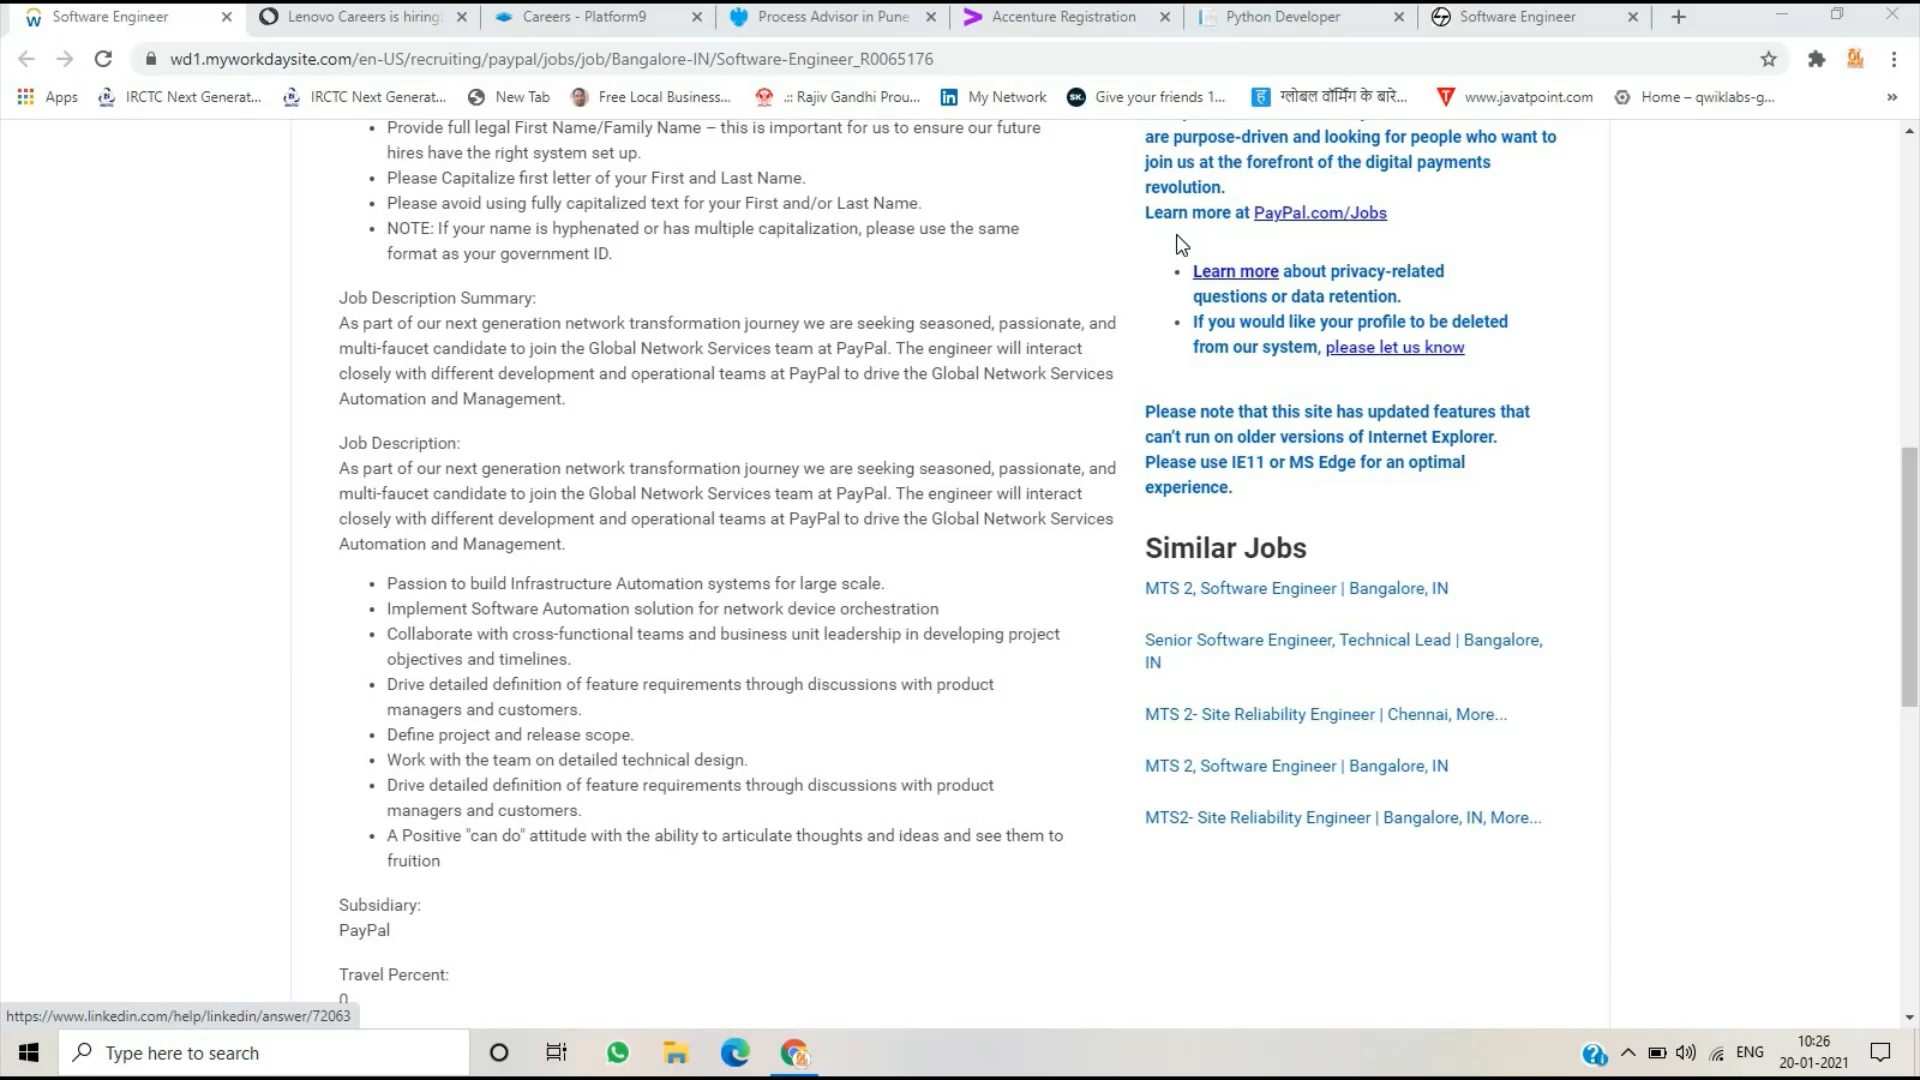 Software Engineer
Lenovo Careers is hiring
Careers - Platform9
Process Advisor in Pune
Accenture Registration
Python Developer
Software Engineer
wd1.myworkdaysite.com/en-US/recruiting/paypal/jobs/job/Bangalore-IN/Software-Engineer_R0065176
Apps
IRCTC Next Generat...
IRCTC Next Generat...
New Tab
Free Local Business...
.:: Rajiv Gandhi Prou...
My Network
Give your friends 1...
ग्लोबल वॉर्मिंग के बारे...
www.javatpoint.com
Home – qwiklabs-g...
• Provide full legal First Name/Family Name – this is important for us to ensure our future
hires have the right system set up.
• Please Capitalize first letter of your First and Last Name.
• Please avoid using fully capitalized text for your First and/or Last Name.
• NOTE: If your name is hyphenated or has multiple capitalization, please use the same
format as your government ID.
Job Description Summary:
As part of our next generation network transformation journey we are seeking seasoned, passionate, and
multi-faucet candidate to join the Global Network Services team at PayPal. The engineer will interact
closely with different development and operational teams at PayPal to drive the Global Network Services
Automation and Management.
Job Description:
As part of our next generation network transformation journey we are seeking seasoned, passionate, and
multi-faucet candidate to join the Global Network Services team at PayPal. The engineer will interact
closely with different development and operational teams at PayPal to drive the Global Network Services
Automation and Management.
• Passion to build Infrastructure Automation systems for large scale.
• Implement Software Automation solution for network device orchestration
• Collaborate with cross-functional teams and business unit leadership in developing project
objectives and timelines.
• Drive detailed definition of feature requirements through discussions with product
managers and customers.
• Define project and release scope.
• Work with the team on detailed technical design.
• Drive detailed definition of feature requirements through discussions with product
managers and customers.
• A Positive "can do" attitude with the ability to articulate thoughts and ideas and see them to
fruition
Subsidiary:
PayPal
Travel Percent:
0
are purpose-driven and looking for people who want to
join us at the forefront of the digital payments
revolution.
Learn more at PayPal.com/Jobs
• Learn more about privacy-related
questions or data retention.
• If you would like your profile to be deleted
from our system, please let us know
Please note that this site has updated features that
can't run on older versions of Internet Explorer.
Please use IE11 or MS Edge for an optimal
experience.
Similar Jobs
MTS 2, Software Engineer | Bangalore, IN
Senior Software Engineer, Technical Lead | Bangalore,
IN
MTS 2- Site Reliability Engineer | Chennai, More...
MTS 2, Software Engineer | Bangalore, IN
MTS2- Site Reliability Engineer | Bangalore, IN, More...
https://www.linkedin.com/help/linkedin/answer/72063
Type here to search
ENG
10:26
20-01-2021